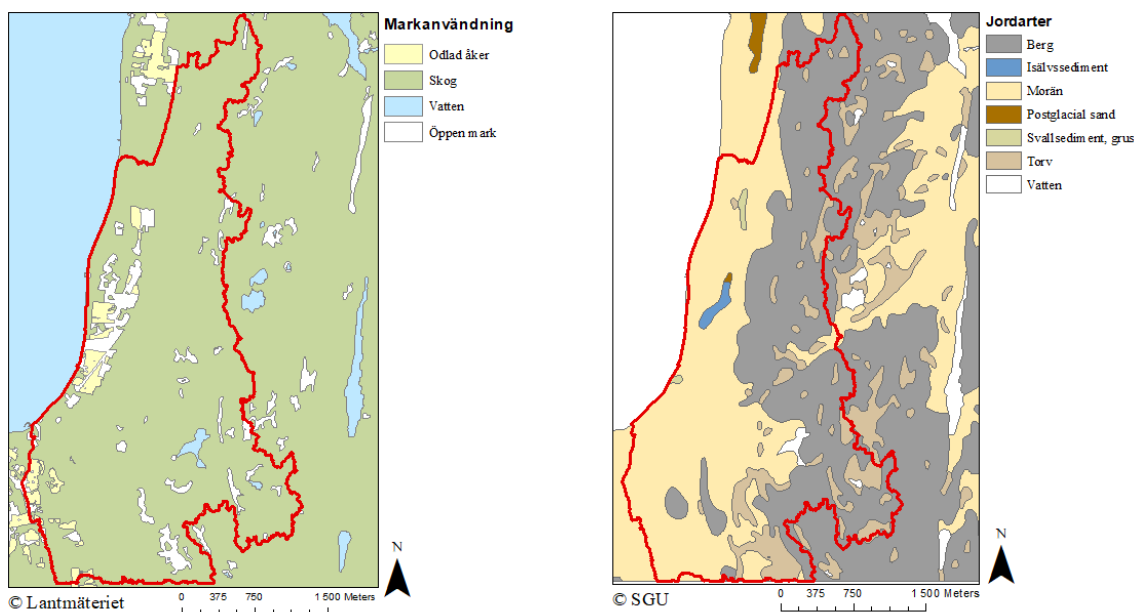 Markanvändning
Odlad åker
Skog
Vatten
Öppen mark
N
© Lantmäteriet
0 375 750 1 500 Meters
Jordarter
Berg
Isälvssediment
Morän
Postglacial sand
Svallsediment, grus
Torv
Vatten
N
© SGU
0 375 750 1 500 Meters